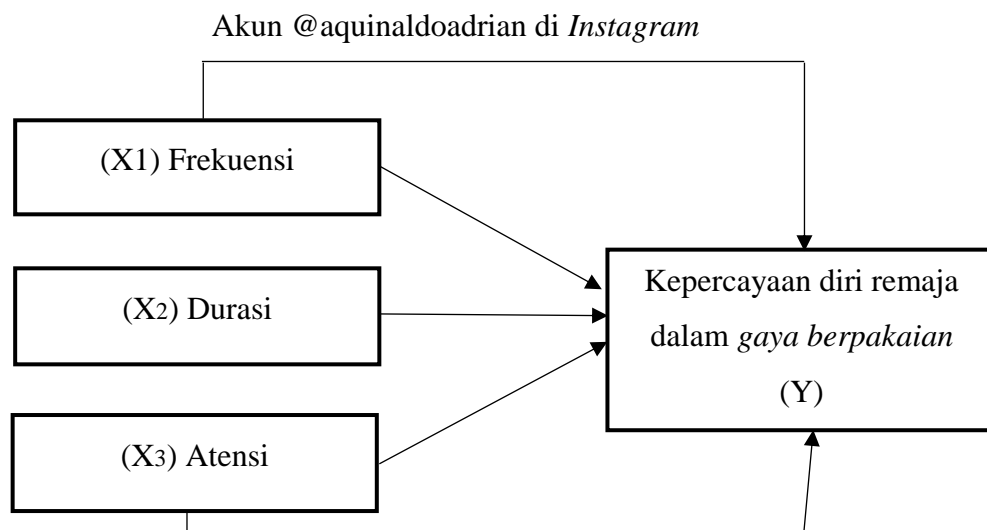 Akun @aquinaldoadrian di Instagram
(X1) Frekuensi
(X2) Durasi
(X3) Atensi
Kepercayaan diri remaja
dalam gaya berpakaian
(Y)